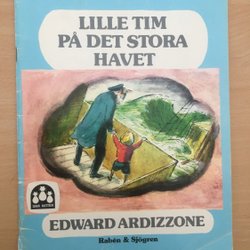 LILLE TIM
PÅ DET STORA
HAVET
EDWARD ARDIZZONE
Rabén & Sjögren